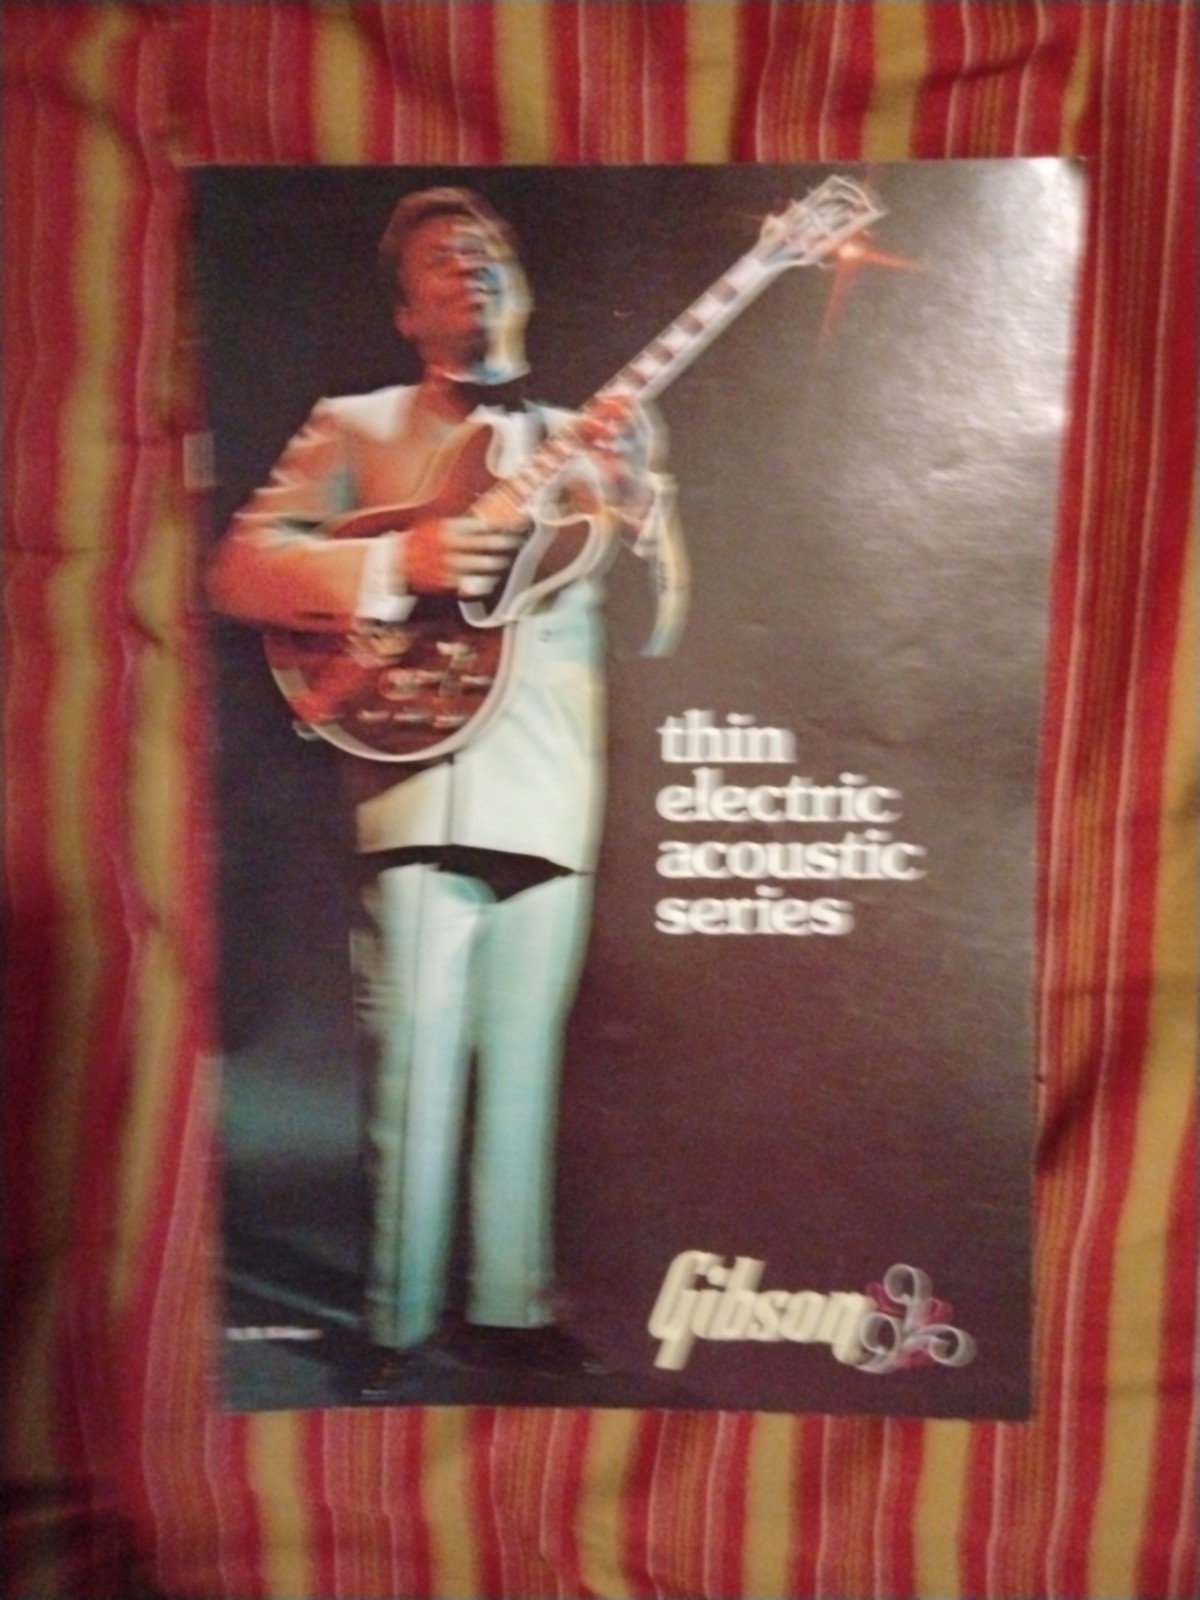 thin
electric
acoustic
series
Gibson